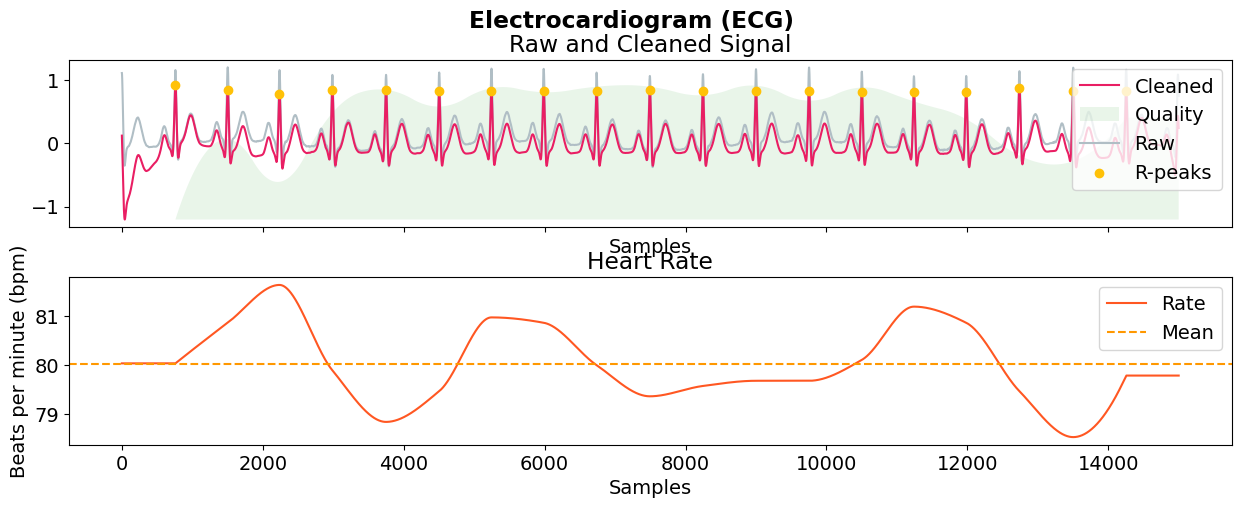 Electrocardiogram (ECG)
Raw and Cleaned Signal
1
0
−1
Cleaned
Quality
Raw
R-peaks
Samples
Heart Rate
Beats per minute (bpm)
81
80
79
Rate
Mean
0 2000 4000 6000 8000 10000 12000 14000
Samples